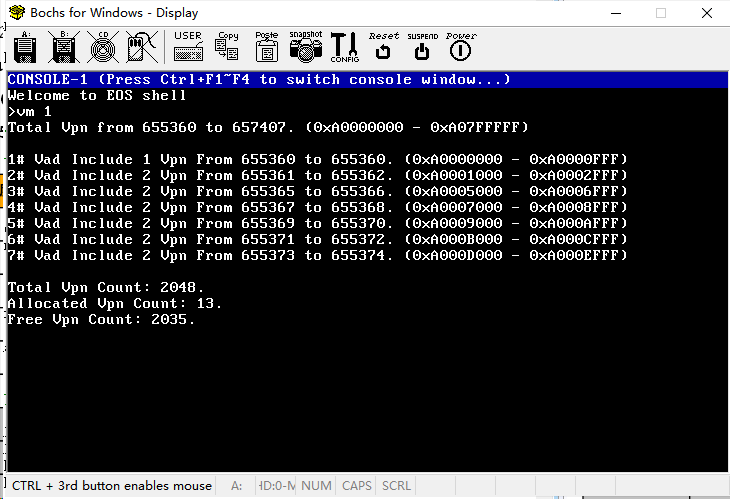 Bochs for Windows - Display
A: B: CD USER Copy Paste snapshot CONFIG Reset SUSPEND Power
CONSOLE-1 (Press Ctrl+F1~F4 to switch console window...)
Welcome to EOS shell
>vm 1
Total Vpn from 655360 to 657407. (0xA0000000 - 0xA07FFFFF)
1# Vad Include 1 Vpn From 655360 to 655360. (0xA0000000 - 0xA0000FFF)
2# Vad Include 2 Vpn From 655361 to 655362. (0xA0001000 - 0xA0002FFF)
3# Vad Include 2 Vpn From 655365 to 655366. (0xA0005000 - 0xA0006FFF)
4# Vad Include 2 Vpn From 655367 to 655368. (0xA0007000 - 0xA0008FFF)
5# Vad Include 2 Vpn From 655369 to 655370. (0xA0009000 - 0xA000AFFF)
6# Vad Include 2 Vpn From 655371 to 655372. (0xA000B000 - 0xA000CFFF)
7# Vad Include 2 Vpn From 655373 to 655374. (0xA000D000 - 0xA000EFFF)
Total Vpn Count: 2048.
Allocated Vpn Count: 13.
Free Vpn Count: 2035.
CTRL + 3rd button enables mouse A: HD:0-M NUM CAPS SCRL